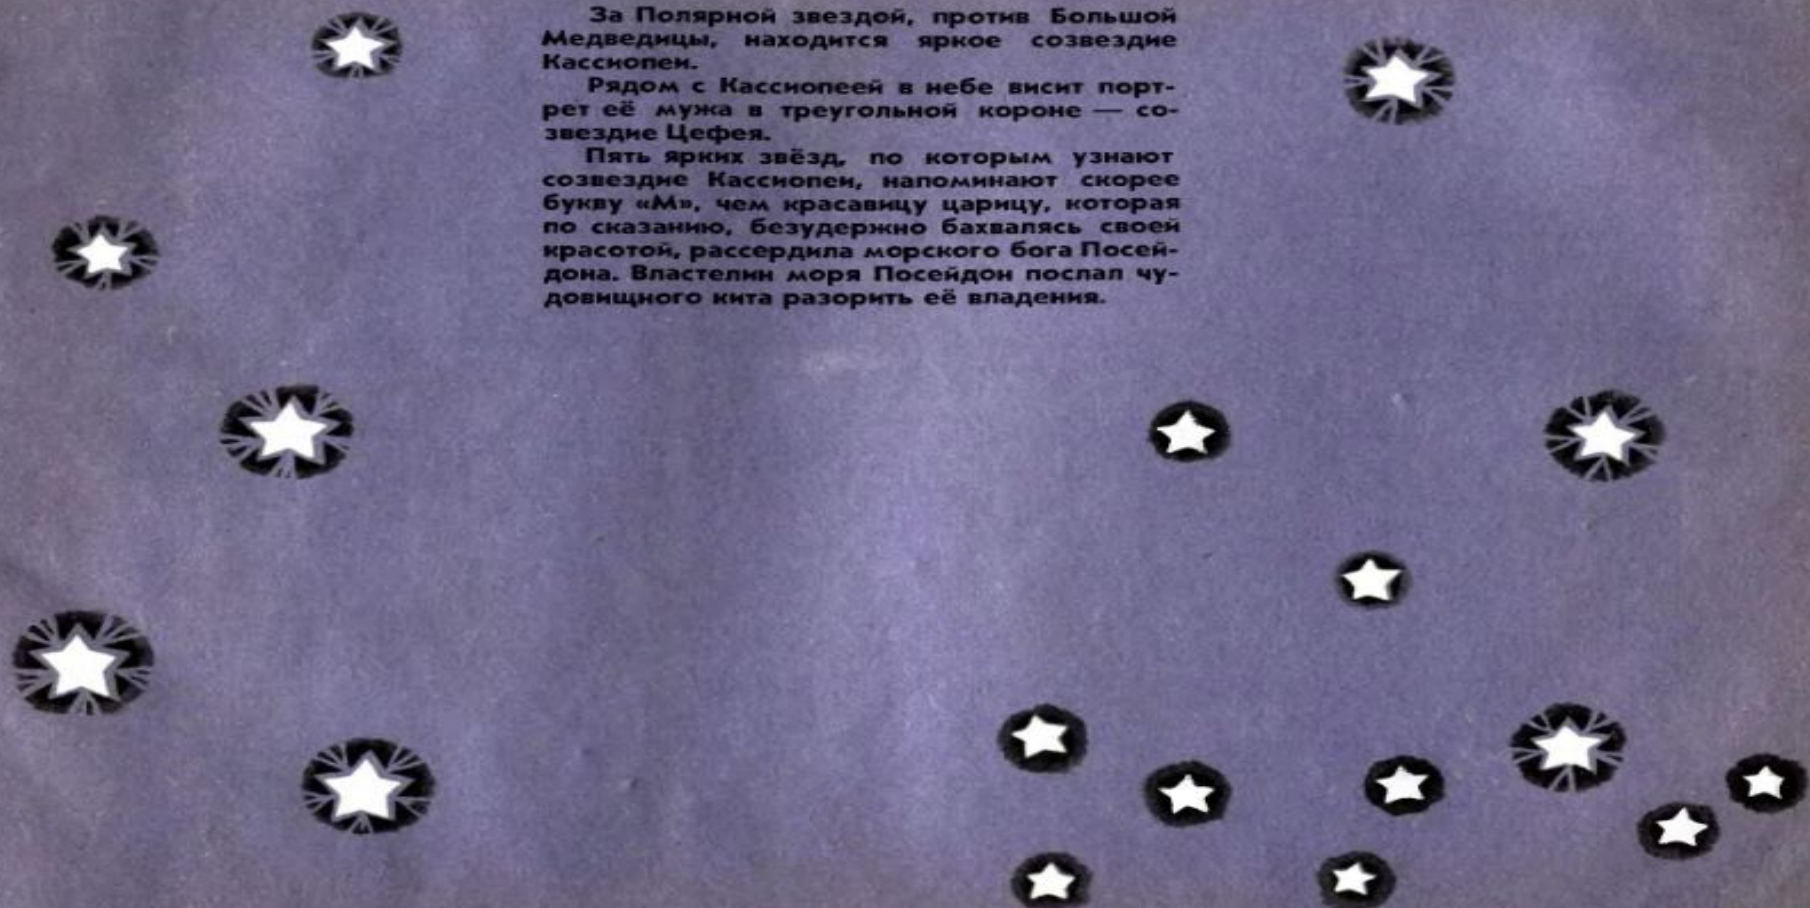 За Полярной звездой, против Большой
Медведицы, находится яркое созвездие
Кассиопеи.
Рядом с Кассиопеей в небе висит порт-
рет её мужа в треугольной короне — со-
звездие Цефея.
Пять ярких звёзд, по которым узнают
созвездие Кассиопеи, напоминают скорее
букву «М», чем красавицу царицу, которая
по сказанию, безудержно бахвалясь своей
красотой, рассердила морского бога Посей-
дона. Властелин моря Посейдон послал чу-
довищного кита разорить её владения.